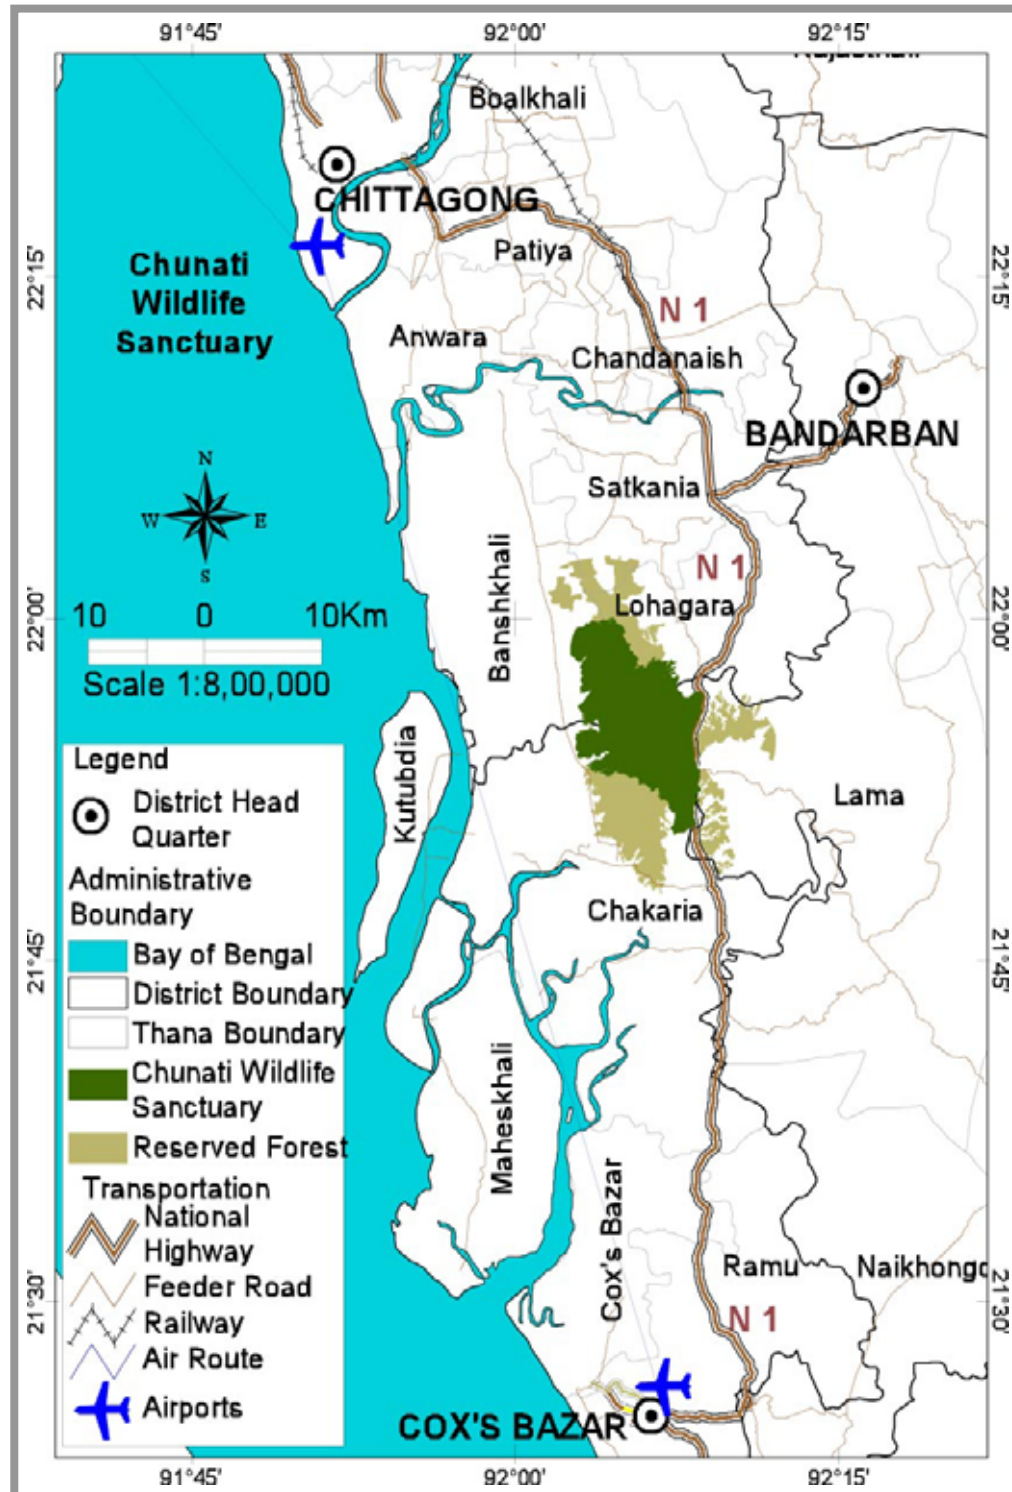 91°45'
92°00'
92°15'
Boalkhali
CHITTAGONG
Patiya
22°15'
22°15'
Chunati
Wildlife
Sanctuary
N 1
Anwara
Chandanaish
BANDARBAN
Satkania
N
W
E
S
Banshkhali
N 1
Lohagara
22°00'
22°00'
10 0 10Km
Scale 1:8,00,000
Kutubdia
Lama
Chakaria
21°45'
21°45'
Maheskhali
Cox's Bazar
Ramu
Naikhongc
N 1
21°30'
21°30'
COX'S BAZAR
Legend
District Head
Quarter
Administrative
Boundary
Bay of Bengal
District Boundary
Thana Boundary
Chunati Wildlife
Sanctuary
Reserved Forest
Transportation
National
Highway
Feeder Road
Railway
Air Route
Airports
91°45'
92°00'
92°15'